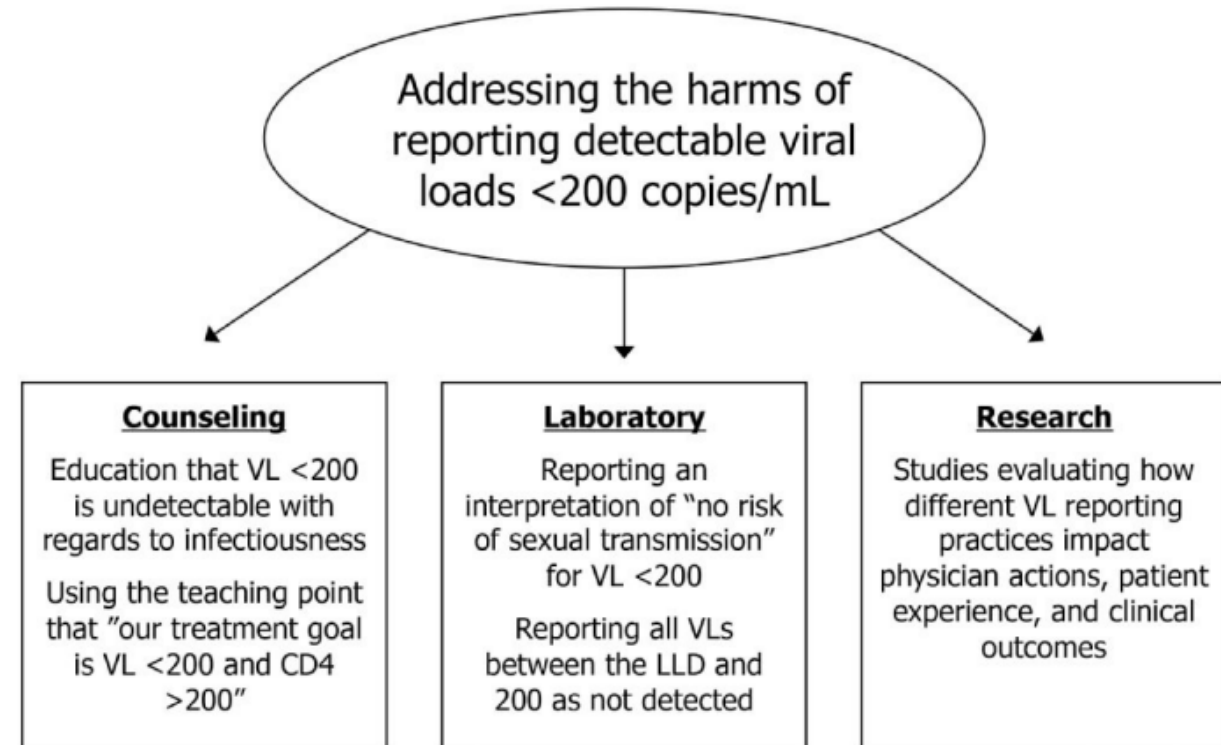 Addressing the harms of
reporting detectable viral
loads <200 copies/mL
Counseling
Education that VL <200
is undetectable with
regards to infectiousness
Using the teaching point
that ”our treatment goal
is VL <200 and CD4
>200”
Laboratory
Reporting an
interpretation of “no risk
of sexual transmission”
for VL <200
Reporting all VLs
between the LLD and
200 as not detected
Research
Studies evaluating how
different VL reporting
practices impact
physician actions, patient
experience, and clinical
outcomes